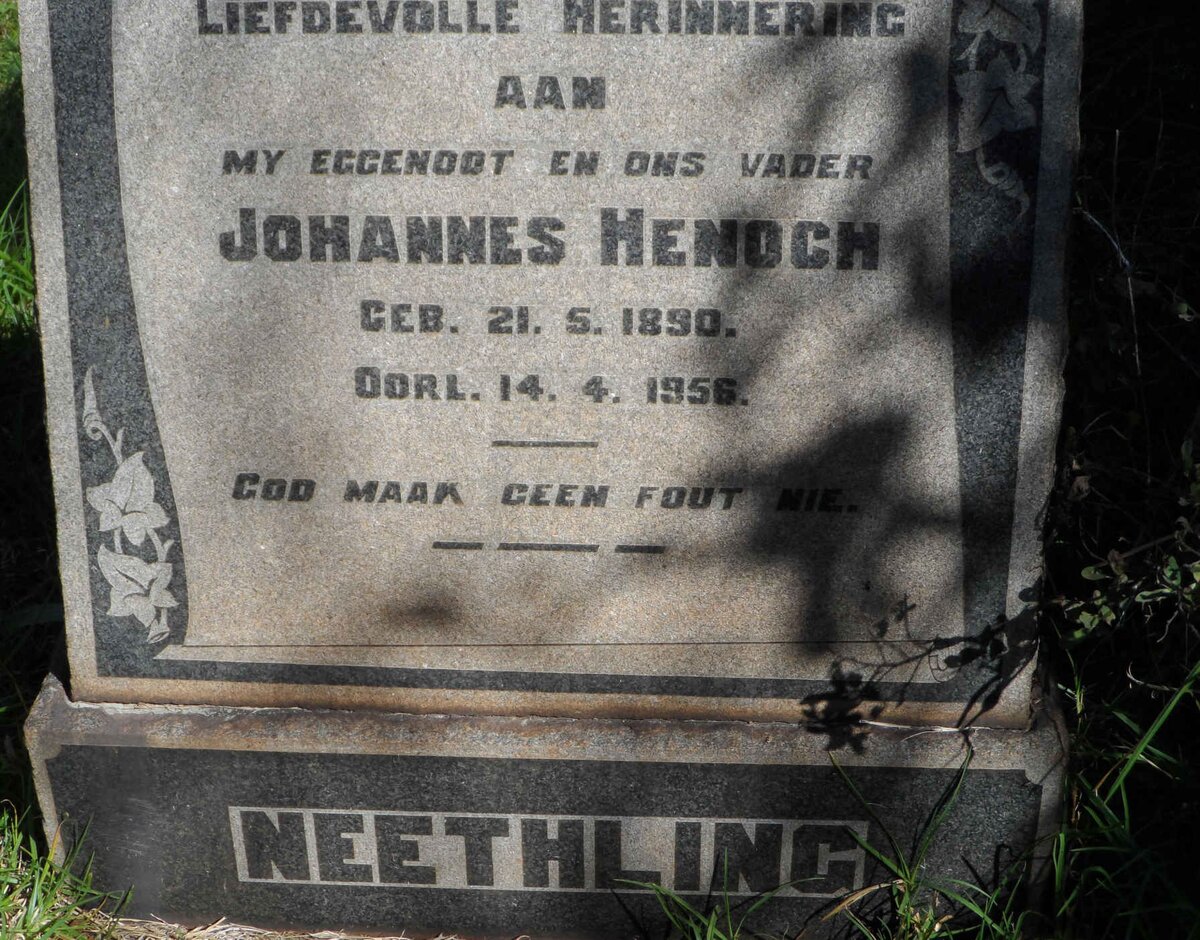 LIEFDEVOLLE HERINNERING
AAN
MY EGGENOOT EN ONS VADER
JOHANNES HENOCH
GEB. 21. 5. 1890.
OORL. 14. 4. 1956.
GOD MAAK GEEN FOUT NIE.
NEETHLING